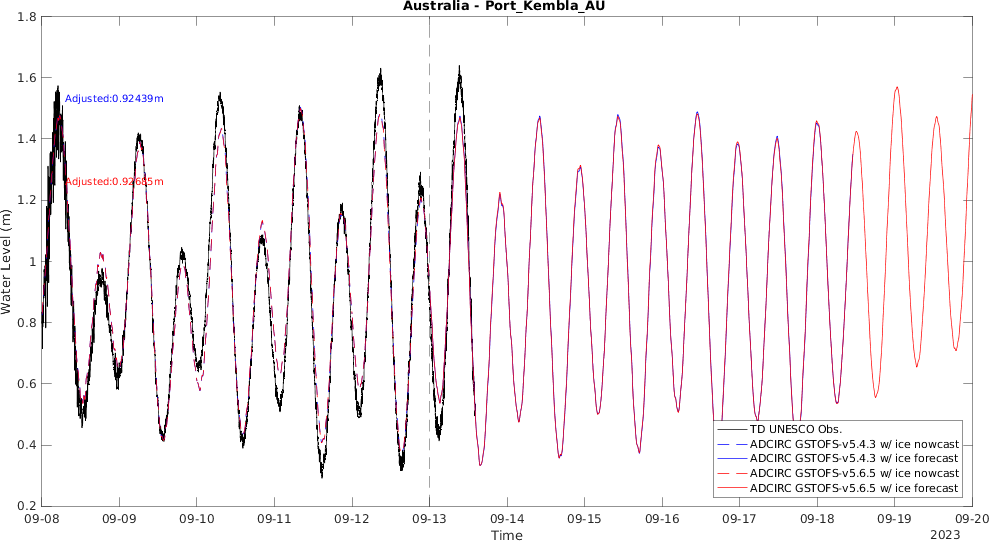 Australia - Port_Kembla_AU
1.8
1.6
1.4
1.2
1
0.8
0.6
0.4
0.2
Water Level (m)
Adjusted:0.92439m
Adjusted:0.92685m
TD UNESCO Obs.
ADCIRC GSTOFS-v5.4.3 w/ ice nowcast
ADCIRC GSTOFS-v5.4.3 w/ ice forecast
ADCIRC GSTOFS-v5.6.5 w/ ice nowcast
ADCIRC GSTOFS-v5.6.5 w/ ice forecast
09-08 09-09 09-10 09-11 09-12 09-13 09-14 09-15 09-16 09-17 09-18 09-19 09-20
Time
2023